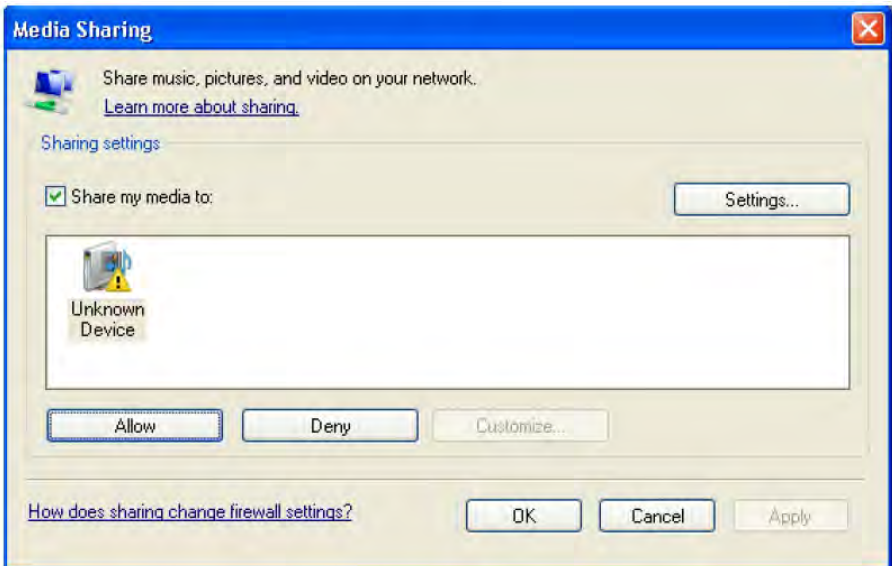 Media Sharing
Share music, pictures, and video on your network.
Learn more about sharing.
Sharing settings
Share my media to:
Settings...
Unknown
Device
Allow
Deny
Customize...
How does sharing change firewall settings?
OK
Cancel
Apply